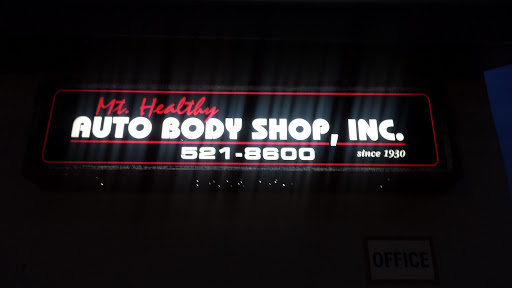 Mt. Healthy
AUTO BODY SHOP, INC.
521-8600 since 1930
OFFICE